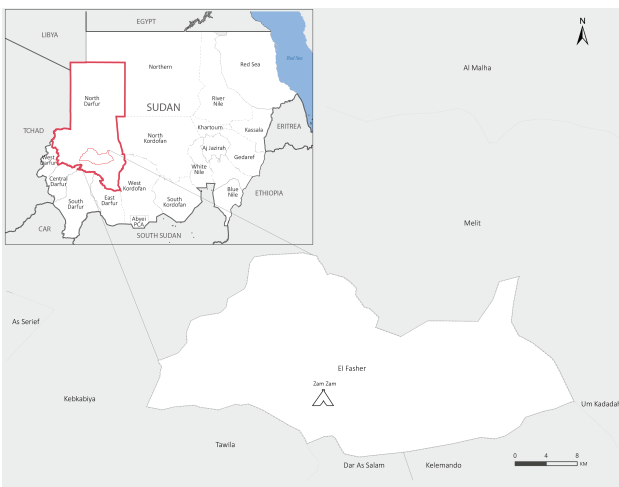 EGYPT
LIBYA
Red Sea
Northern
Red Sea
North
Darfur
River
Nile
SUDAN
TCHAD
Khartoum
Kassala
ERITREA
North
Kordofan
Aj Jazirah
Gedaref
West
Darfur
White
Nile
Central
Darfur
West
Kordofan
Blue
Nile
ETHIOPIA
South
Darfur
East
Darfur
South
Kordofan
Abyei
PCA
CAR
SOUTH SUDAN
N
Al Malha
Melit
As Serief
El Fasher
Zam Zam
Kebkabiya
Um Kadadah
Tawila
Dar As Salam
Kelemando
0 4 8
KM